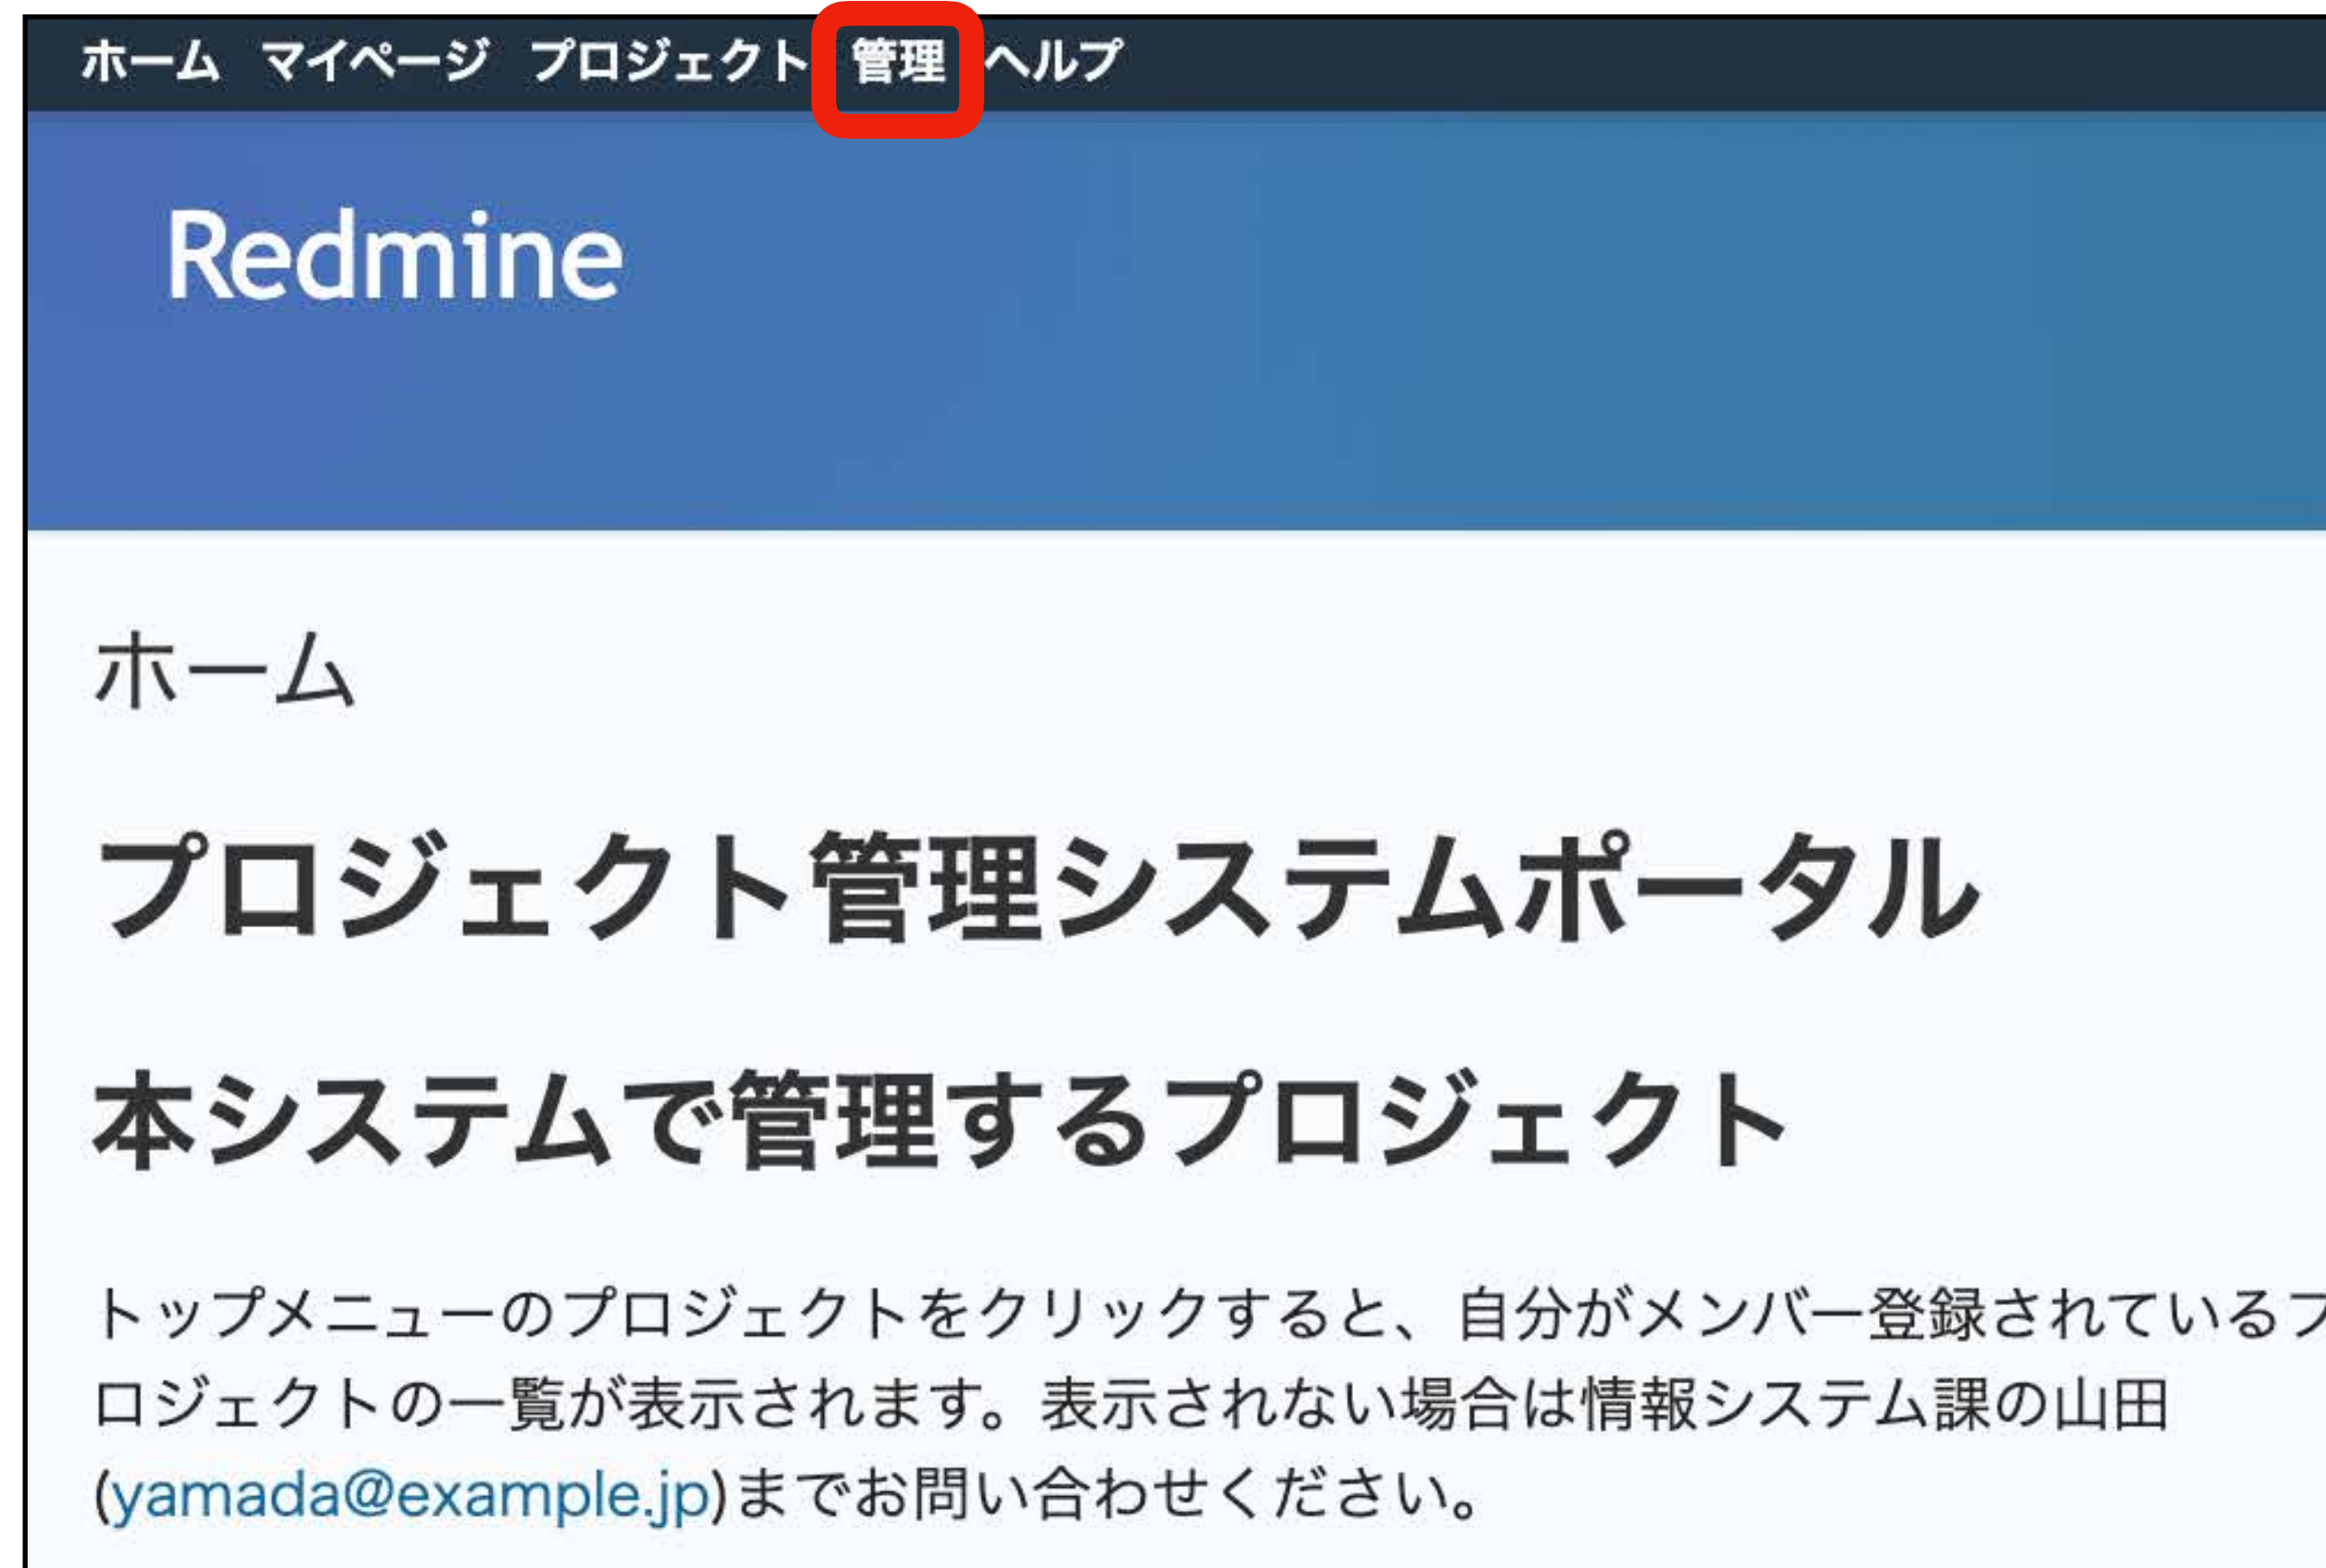 ホーム マイページ プロジェクト 管理 ヘルプ
Redmine
ホーム
プロジェクト管理システムポータル
本システムで管理するプロジェクト
トップメニューのプロジェクトをクリックすると、自分がメンバー登録されているプ
ロジェクトの一覧が表示されます。表示されない場合は情報システム課の山田
(yamada@example.jp)までお問い合わせください。